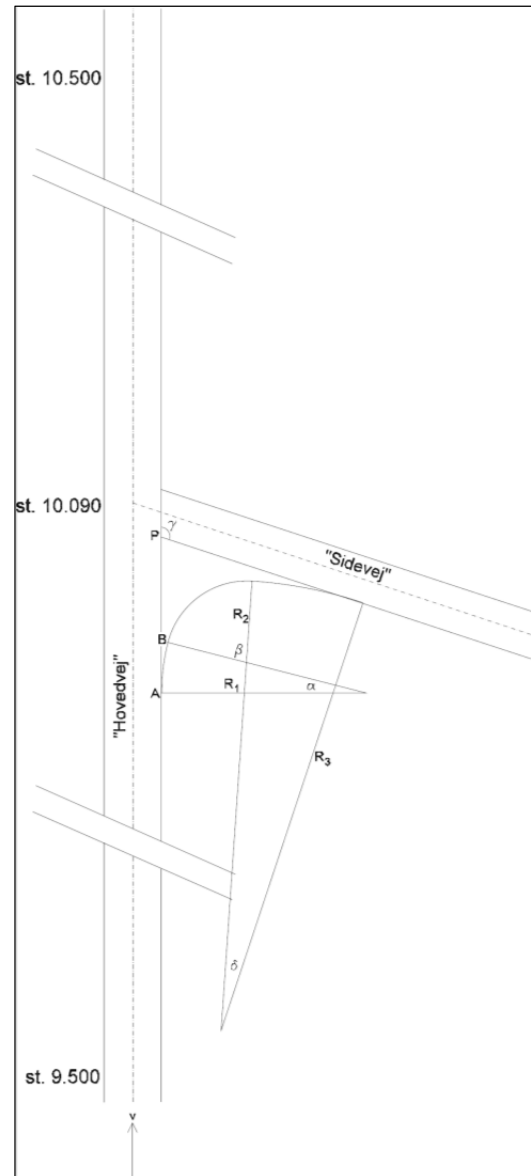 st. 10.500
st. 10.090
γ
P
"Sidevej"
R2
B
β
"Hovedvej"
A
R1
α
R3
δ
st. 9.500
v